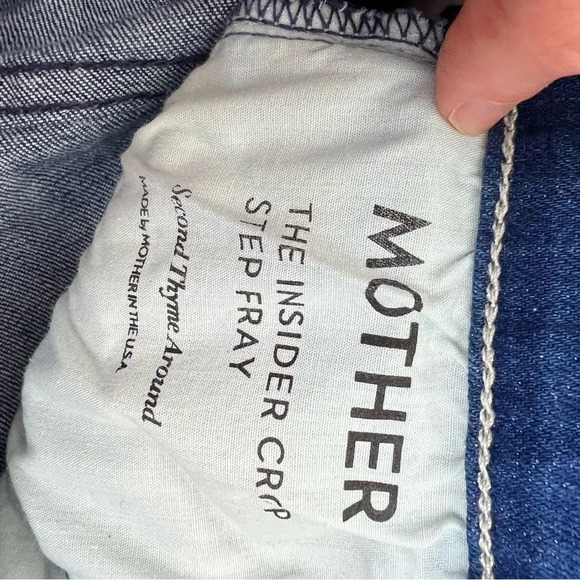 MOTHER
THE INSIDER CROP
STEP FRAY
Second Thyme Around
MADE by MOTHER IN THE U.S.A.